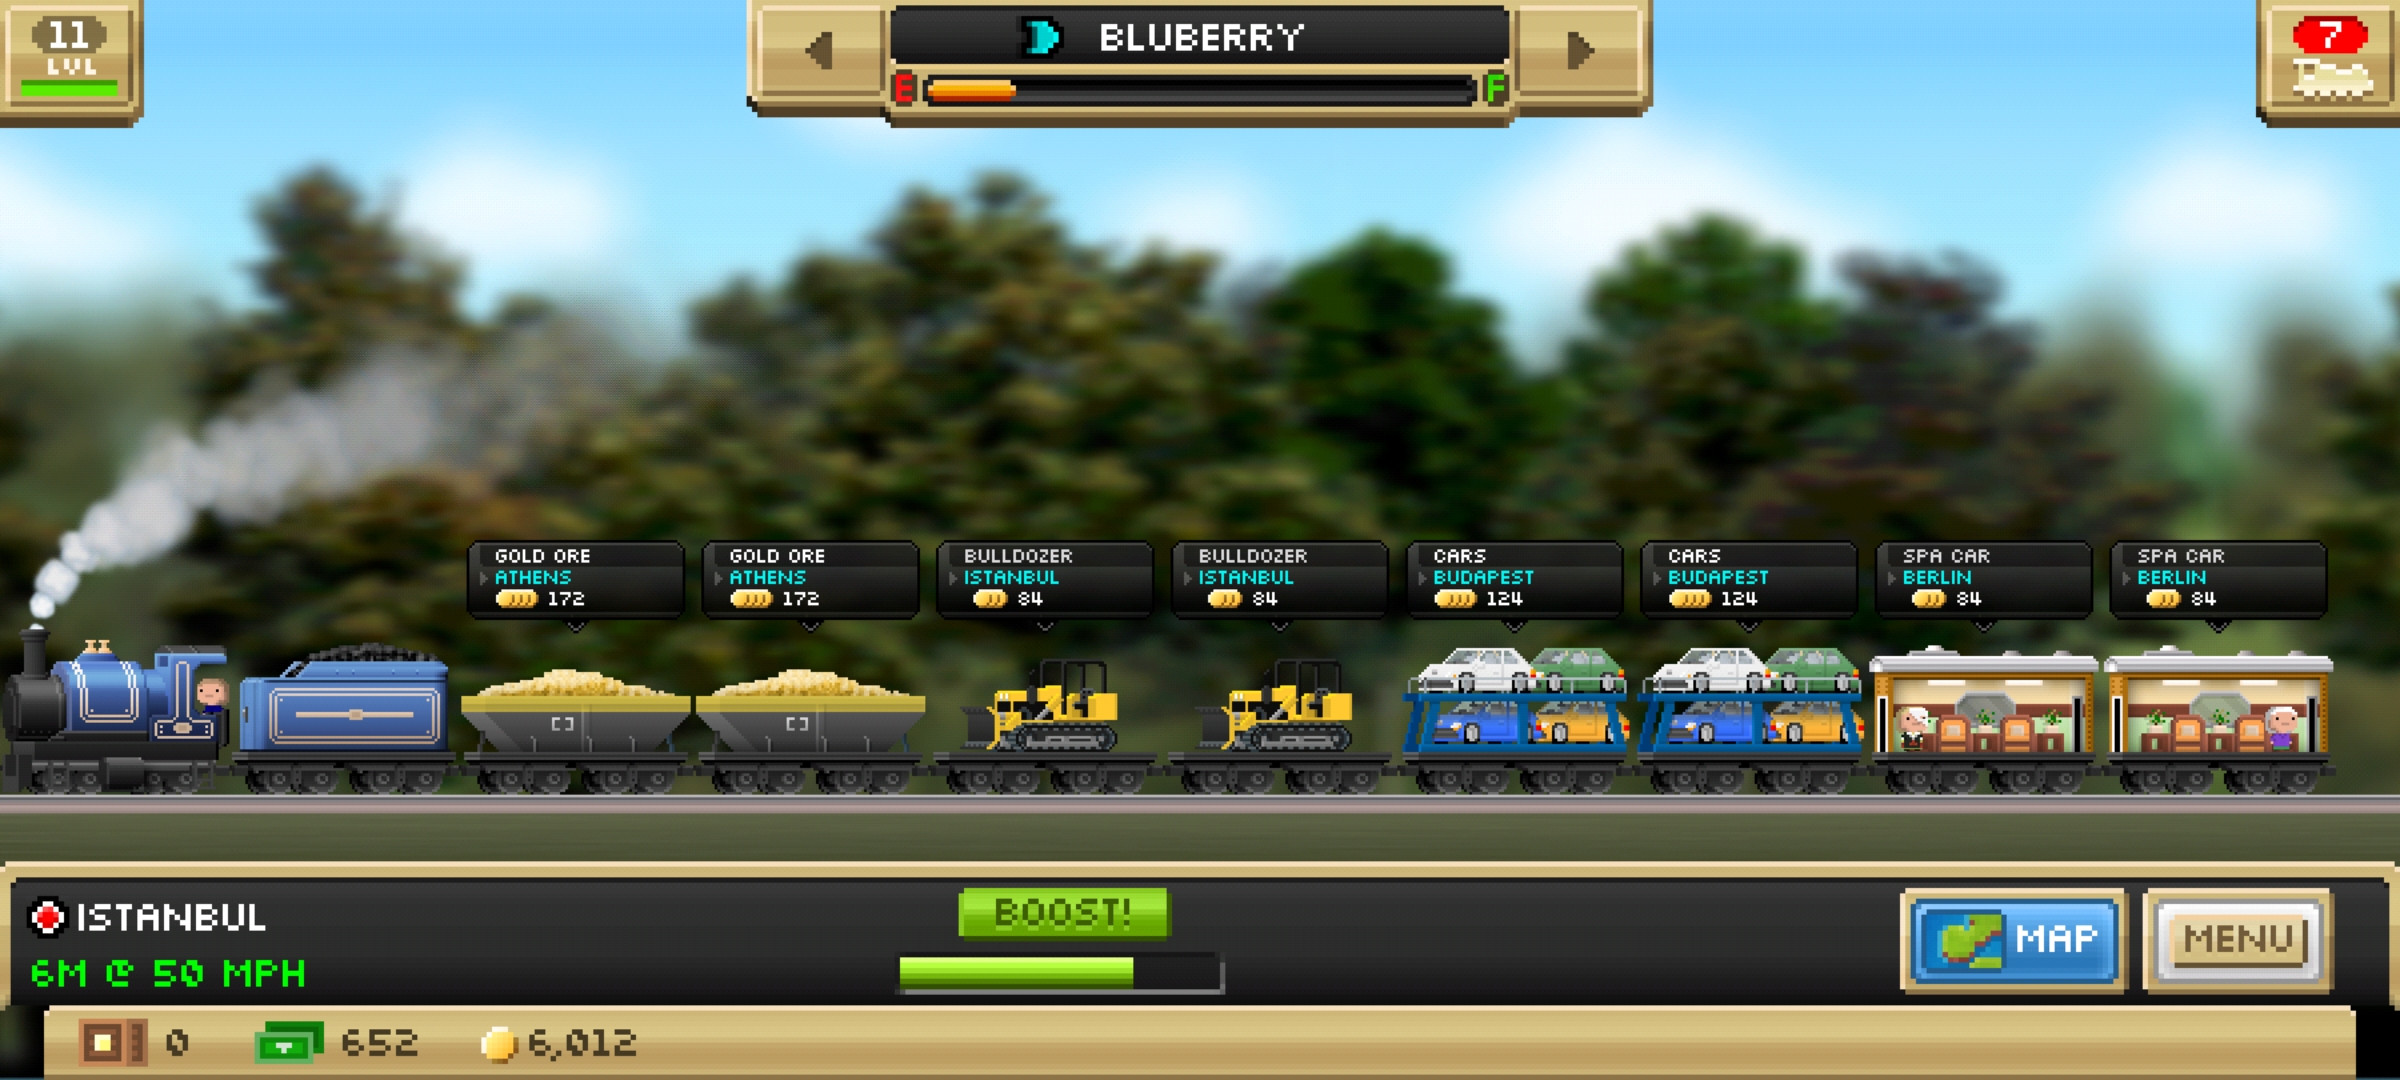 11
LVL
BLUBERRY
E F
7
GOLD ORE
ATHENS
172
GOLD ORE
ATHENS
172
BULLDOZER
ISTANBUL
84
BULLDOZER
ISTANBUL
84
CARS
BUDAPEST
124
CARS
BUDAPEST
124
SPA CAR
BERLIN
84
SPA CAR
BERLIN
84
ISTANBUL
6M @ 50 MPH
BOOST!
MAP
MENU
0 652 6,012